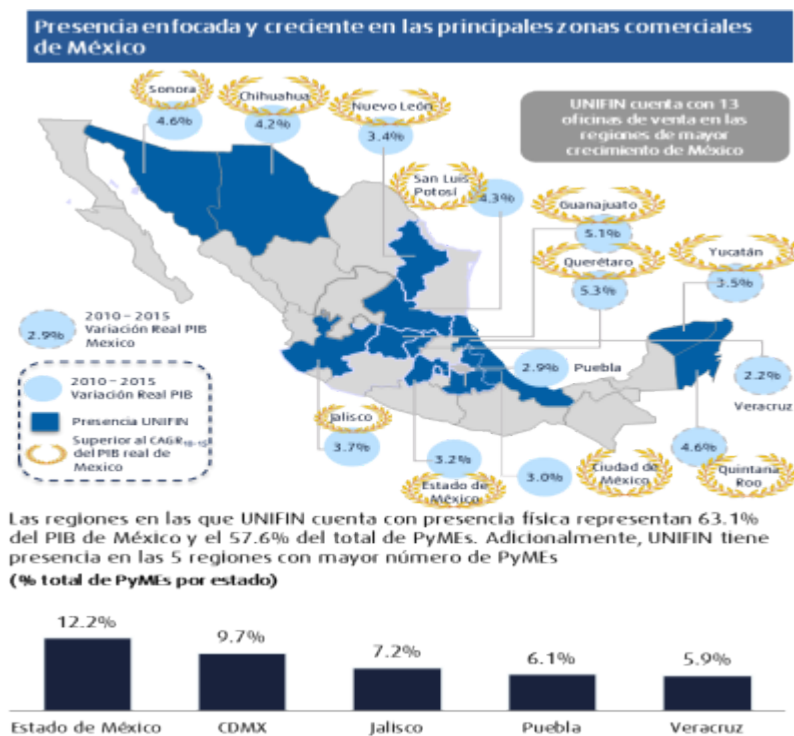 Presencia enfocada y creciente en las principales zonas comerciales
de México
Sonora
4.6%
Chihuahua
4.2%
Nuevo León
3.4%
UNIFIN cuenta con 13
oficinas de venta en las
regiones de mayor
crecimiento de México
San Luis
Potosí
4.3%
Guanajuato
5.1%
Querétaro
5.3%
Yucatán
3.5%
2.9%
2010 – 2015
Variación Real PIB
Mexico
2010 – 2015
Variación Real PIB
Presencia UNIFIN
Superior al CAGR10-15
del PIB real de
Mexico
2.9%
Puebla
2.2%
Veracruz
Jalisco
3.7%
3.2%
Estado de
México
3.0%
Ciudad de
México
4.6%
Quintana
Roo
Las regiones en las que UNIFIN cuenta con presencia física representan 63.1%
del PIB de México y el 57.6% del total de PyMEs. Adicionalmente, UNIFIN tiene
presencia en las 5 regiones con mayor número de PyMEs
(% total de PyMEs por estado)
12.2%
9.7%
7.2%
6.1%
5.9%
Estado de México
CDMX
Jalisco
Puebla
Veracruz